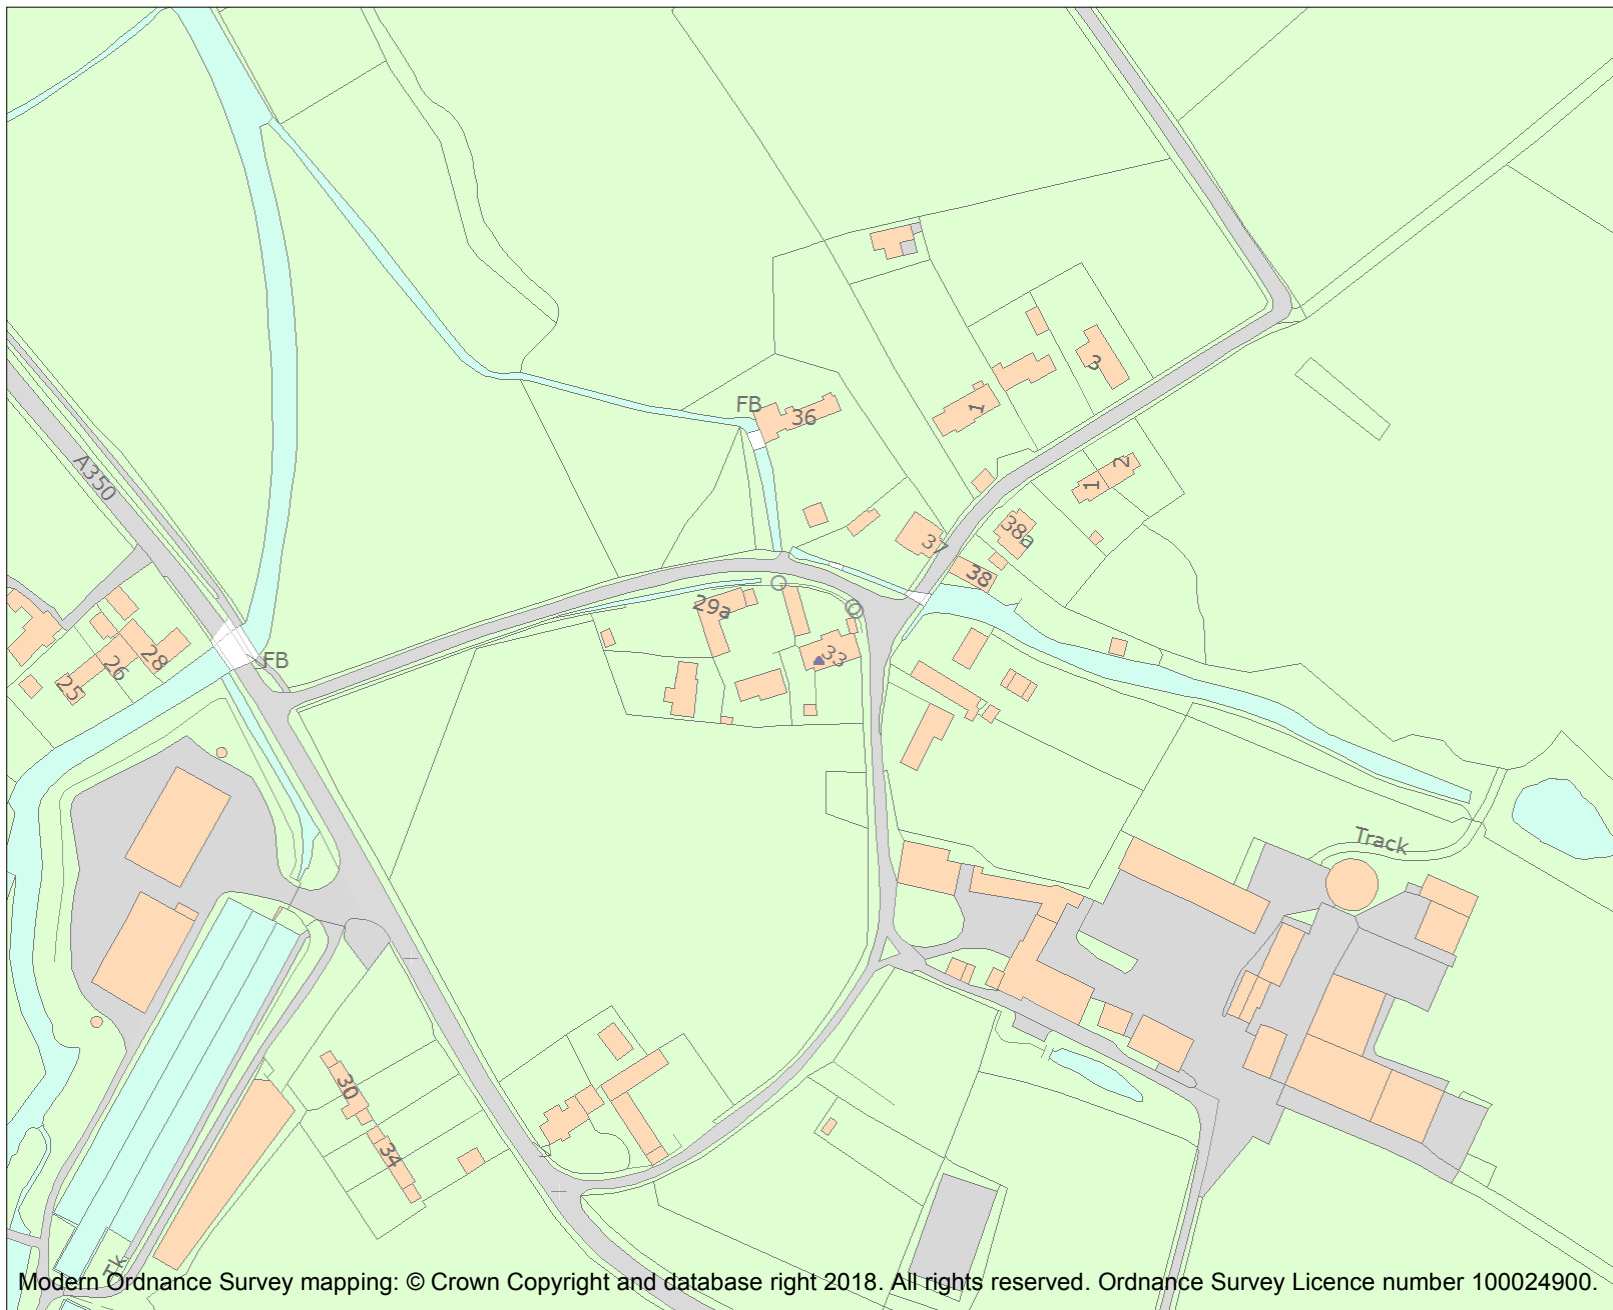 FB
36
3
1
1
2
A350
37
38a
38
29a
33
FB
28
26
25
Track
30
34
Tk
Modern Ordnance Survey mapping: © Crown Copyright and database right 2018. All rights reserved. Ordnance Survey Licence number 100024900.